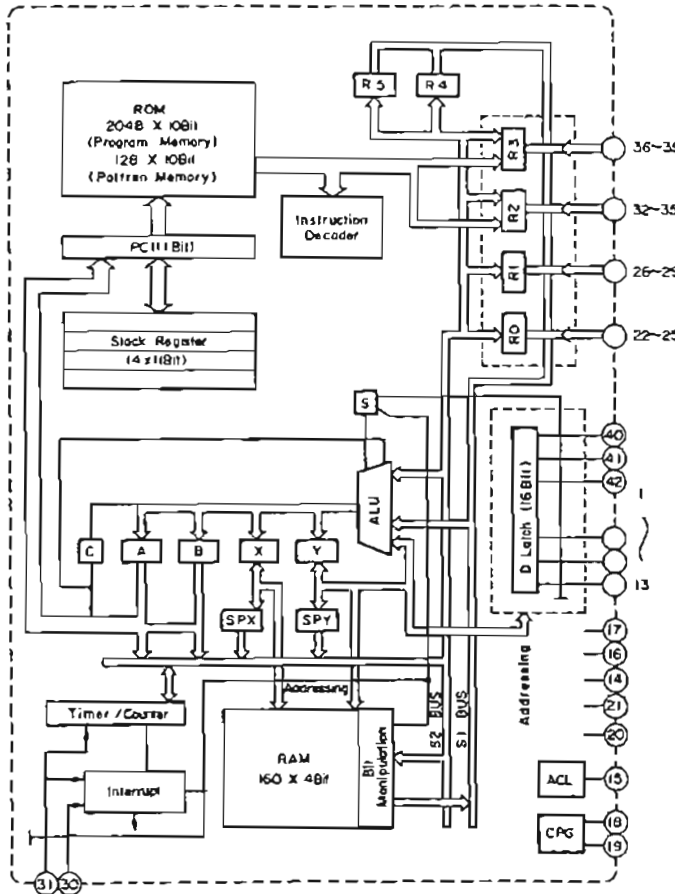 ROM
2048 X 10Bit
(Program Memory)
128 X 10Bit
(Pattran Memory)
PC(11Bit)
Stack Register
(4x11Bit)
Instruction
Decoder
R5
R4
R3
R2
R1
R0
36~39
32~35
26~29
22~25
S
ALU
C
A
B
X
Y
SPX
SPY
D Latch (16Bit)
40
41
42
1
13
Addressing
17
16
14
21
20
ACL
15
CPG
18
19
Addressing
S2 BUS
S1 BUS
Timer/Counter
Interrupt
RAM
160 X 4Bit
Bit
Manipulation
31
30